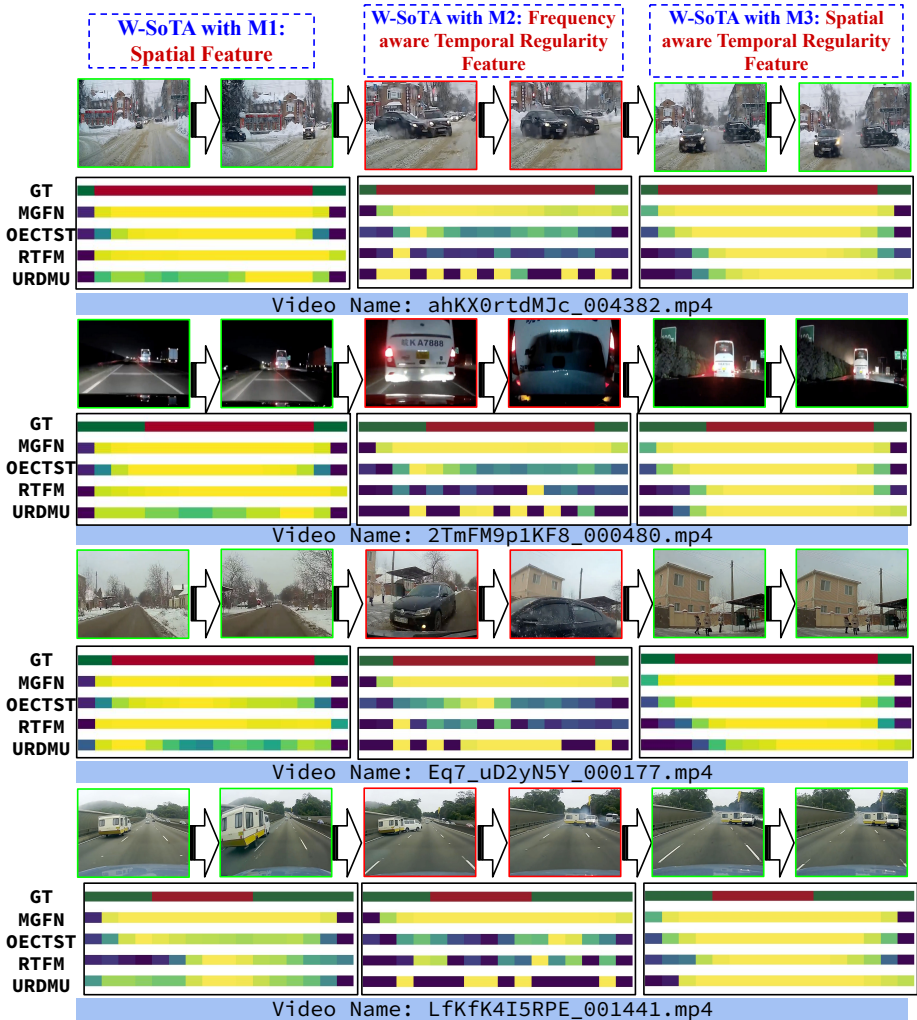 W-SoTA with M1:
Spatial Feature
W-SoTA with M2: Frequency
aware Temporal Regularity
Feature
W-SoTA with M3: Spatial
aware Temporal Regularity
Feature
GT
MGFN
OECTST
RTFM
URDMU
Video Name: ahKX0rtdMJc_004382.mp4
KA7888
GT
MGFN
OECTST
RTFM
URDMU
Video Name: 2TmFM9p1KF8_000480.mp4
GT
MGFN
OECTST
RTFM
URDMU
Video Name: Eq7_uD2yN5Y_000177.mp4
GT
MGFN
OECTST
RTFM
URDMU
Video Name: LfKfK4I5RPE_001441.mp4